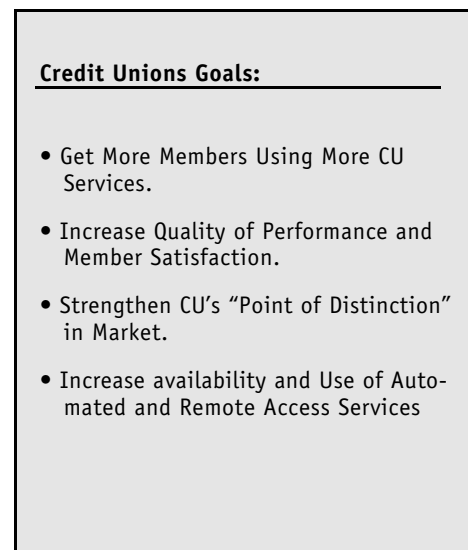 Credit Unions Goals:
• Get More Members Using More CU
Services.
• Increase Quality of Performance and
Member Satisfaction.
• Strengthen CU’s “Point of Distinction”
in Market.
• Increase availability and Use of Auto-
mated and Remote Access Services